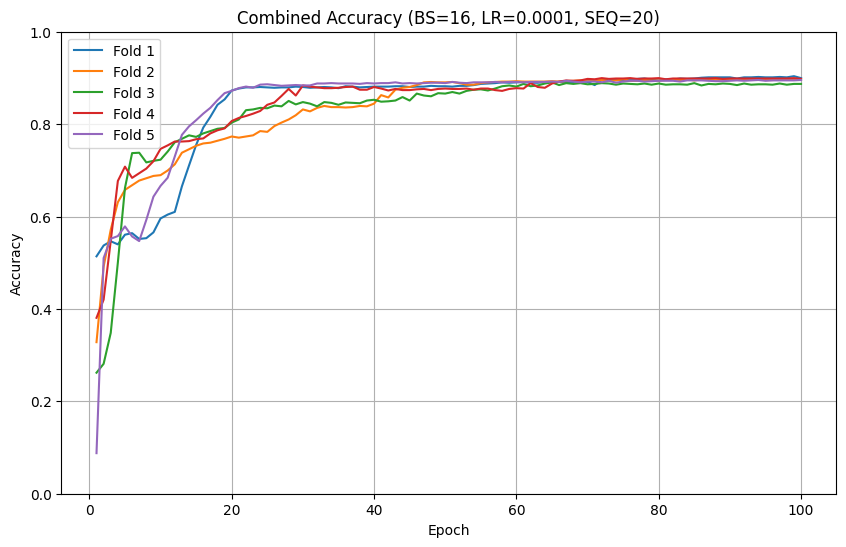 Combined Accuracy (BS=16, LR=0.0001, SEQ=20)
Fold 1
Fold 2
Fold 3
Fold 4
Fold 5
Accuracy
1.0
0.8
0.6
0.4
0.2
0.0
0 20 40 60 80 100
Epoch